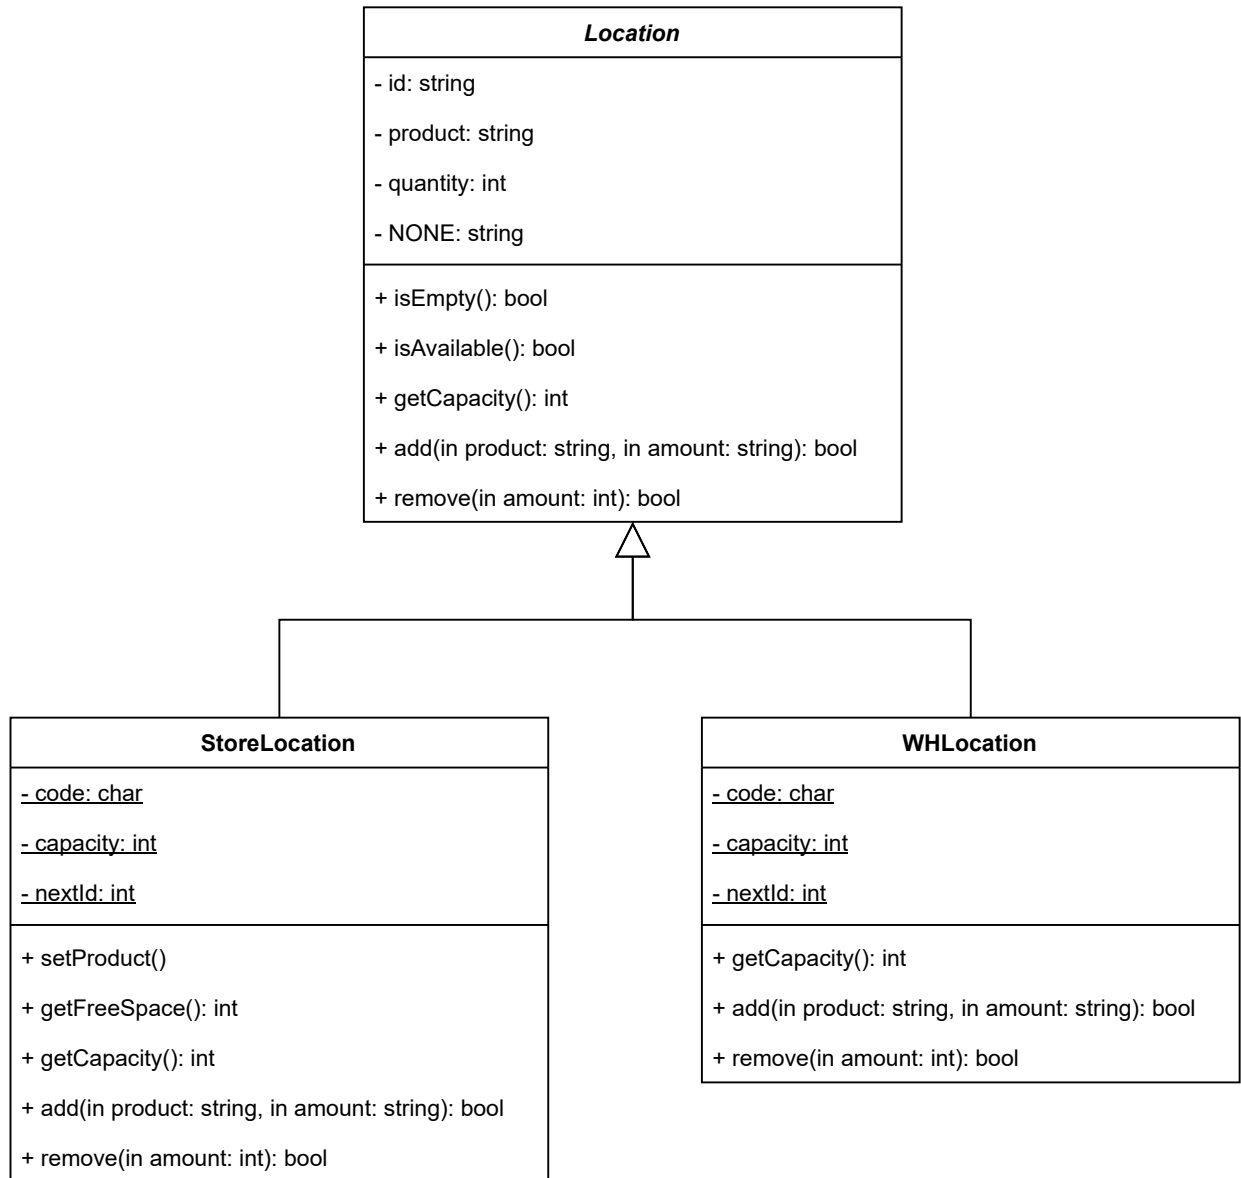 Location
- id: string
- product: string
- quantity: int
- NONE: string
+ isEmpty(): bool
+ isAvailable(): bool
+ getCapacity(): int
+ add(in product: string, in amount: string): bool
+ remove(in amount: int): bool
StoreLocation
- code: char
- capacity: int
- nextId: int
+ setProduct()
+ getFreeSpace(): int
+ getCapacity(): int
+ add(in product: string, in amount: string): bool
+ remove(in amount: int): bool
WHLocation
- code: char
- capacity: int
- nextId: int
+ getCapacity(): int
+ add(in product: string, in amount: string): bool
+ remove(in amount: int): bool